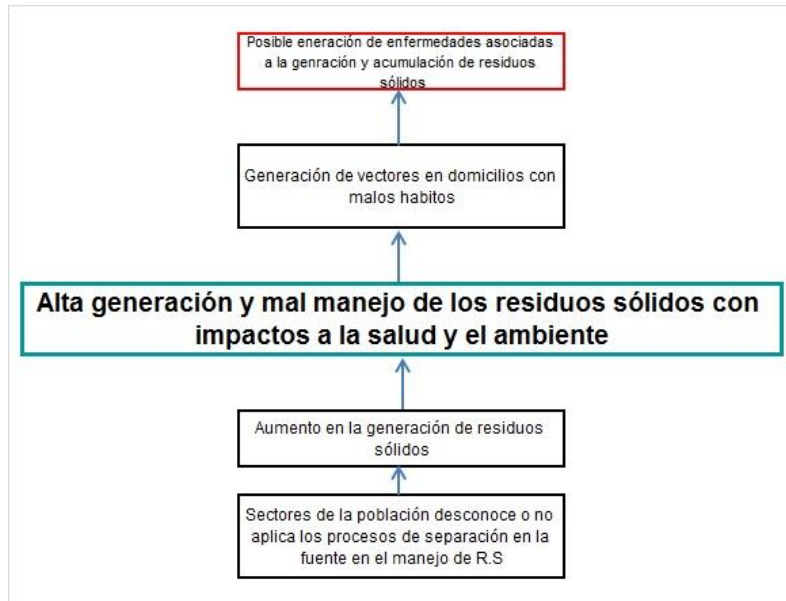 Posible eneración de enfermedades asociadas
a la genración y acumulación de residuos
sólidos
Generación de vectores en domicilios con
malos habitos
Alta generación y mal manejo de los residuos sólidos con
impactos a la salud y el ambiente
Aumento en la generación de residuos
sólidos
Sectores de la población desconoce o no
aplica los procesos de separación en la
fuente en el manejo de R.S